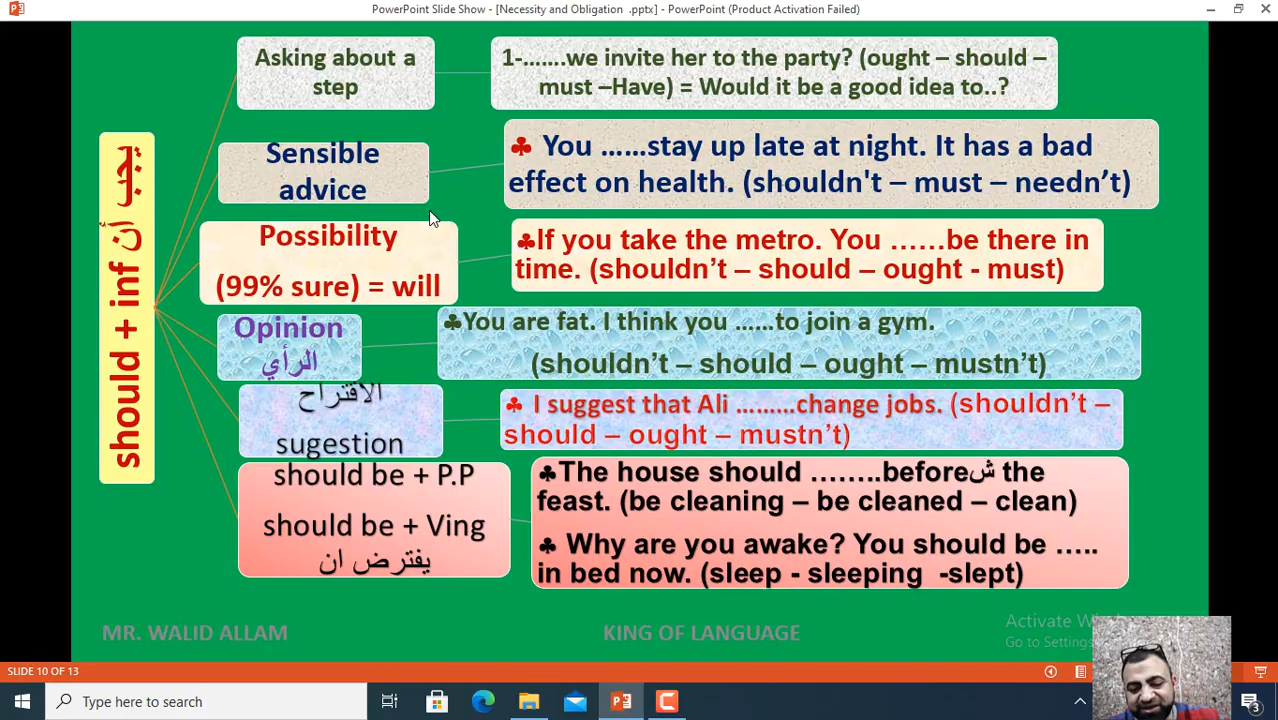 PowerPoint Slide Show - [Necessity and Obligation .pptx] - PowerPoint (Product Activation Failed)
يجب أن
should + inf
Asking about a
step
1-…….we invite her to the party? (ought – should –
must –Have) = Would it be a good idea to..?
Sensible
advice
♣ You ……stay up late at night. It has a bad
effect on health. (shouldn't – must – needn’t)
Possibility
(99% sure) = will
♣If you take the metro. You ……be there in
time. (shouldn’t – should – ought - must)
Opinion
الرأي
♣You are fat. I think you ……to join a gym.
(shouldn’t – should – ought – mustn’t)
الاقتراح
sugestion
♣ I suggest that Ali ………change jobs. (shouldn’t –
should – ought – mustn’t)
should be + P.P
should be + Ving
يفترض ان
♣The house should ……..beforeش the
feast. (be cleaning – be cleaned – clean)
♣ Why are you awake? You should be …..
in bed now. (sleep - sleeping -slept)
MR. WALID ALLAM
KING OF LANGUAGE
Activate
Go to Settings
SLIDE 10 OF 13
Type here to search
3